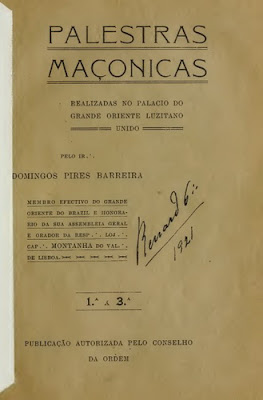 PALESTRAS
MAÇONICAS
REALIZADAS NO PALACIO DO
GRANDE ORIENTE LUZITANO
UNIDO
PELO IR.'.
DOMINGOS PIRES BARREIRA
MEMBRO EFECTIVO DO GRANDE
ORIENTE DO BRAZIL E HONORA-
RIO DA SUA ASSEMBLEIA GERAL
E ORADOR DA RESP.'. LOJ.'.
CAP.'. MONTANHA DO VAL.'.
DE LISBOA.
1921
1.ª A 3.ª
PUBLICAÇÃO AUTORIZADA PELO CONSELHO
DA ORDEM